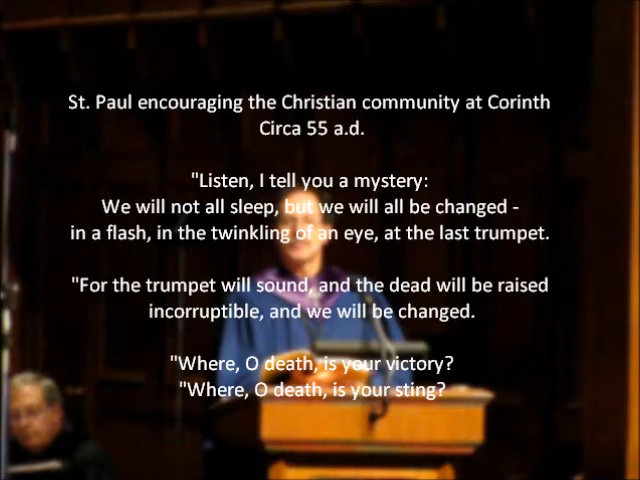 St. Paul encouraging the Christian community at Corinth
Circa 55 a.d.
"Listen, I tell you a mystery:
We will not all sleep, but we will all be changed -
in a flash, in the twinkling of an eye, at the last trumpet.
"For the trumpet will sound, and the dead will be raised
incorruptible, and we will be changed.
"Where, O death, is your victory?
"Where, O death, is your sting?